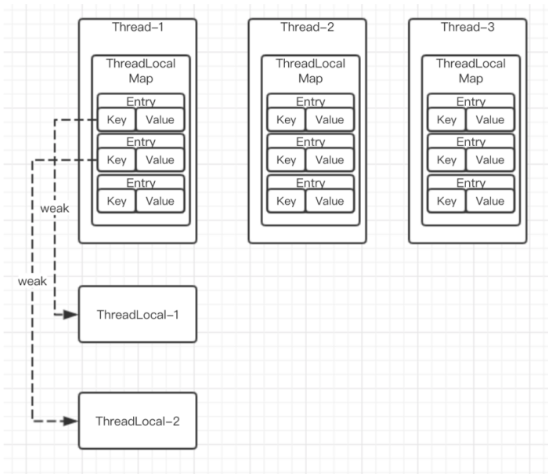 Thread-1
Thread-2
Thread-3
ThreadLocal
Map
ThreadLocal
Map
ThreadLocal
Map
Entry
Key Value
Entry
Key Value
Entry
Key Value
Entry
Key Value
Entry
Key Value
Entry
Key Value
Entry
Key Value
Entry
Key Value
Entry
Key Value
weak
weak
ThreadLocal-1
ThreadLocal-2